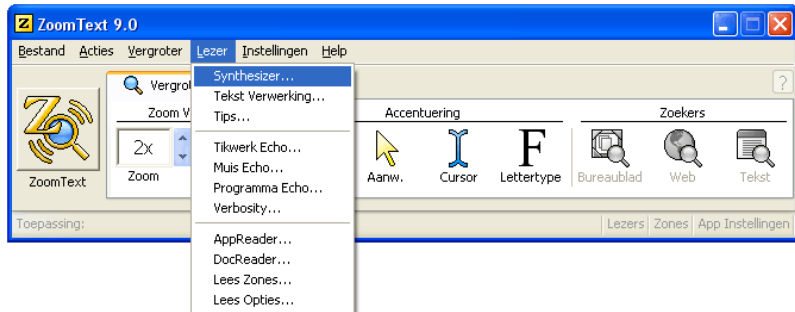 ZoomText 9.0
Bestand Acties Vergroter Lezer Instellingen Help
Synthesizer...
Tekst Verwerking...
Tips...
Tikwerk Echo...
Muis Echo...
Programma Echo...
Verbosity...
AppReader...
DocReader...
Lees Zones...
Lees Opties...
Vergrot
?
Zoom V
Accentuering
Zoekers
2x
F
ZoomText
Zoom
Aanw.
Cursor
Lettertype
Bureaublad
Web
Tekst
Toepassing:
Lezers
Zones
App Instellingen